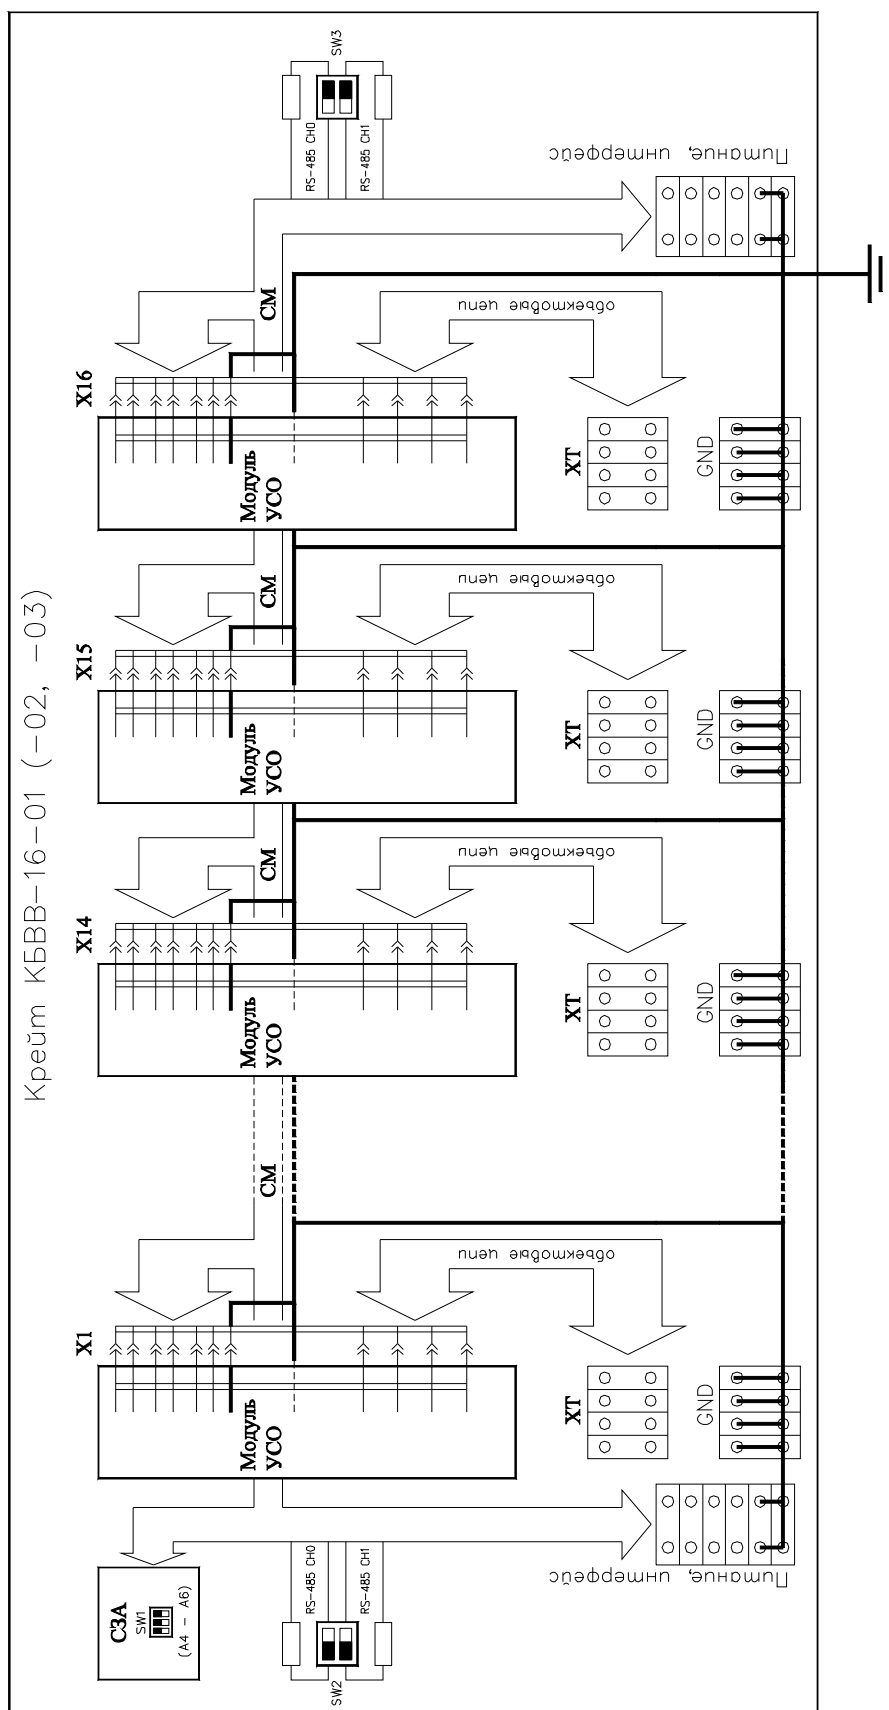 Крейт КБВВ-16-01 (-02, -03)
СЗА
SW1
(A4 - A6)
SW2
RS-485 CH0
RS-485 CH1
Питание, интерфейс
X1
Модуль
УСО
СМ
объектовые цепи
XT
GND
X14
Модуль
УСО
СМ
объектовые цепи
XT
GND
X15
Модуль
УСО
СМ
объектовые цепи
XT
GND
X16
Модуль
УСО
СМ
объектовые цепи
XT
GND
SW3
RS-485 CH0
RS-485 CH1
Питание, интерфейс